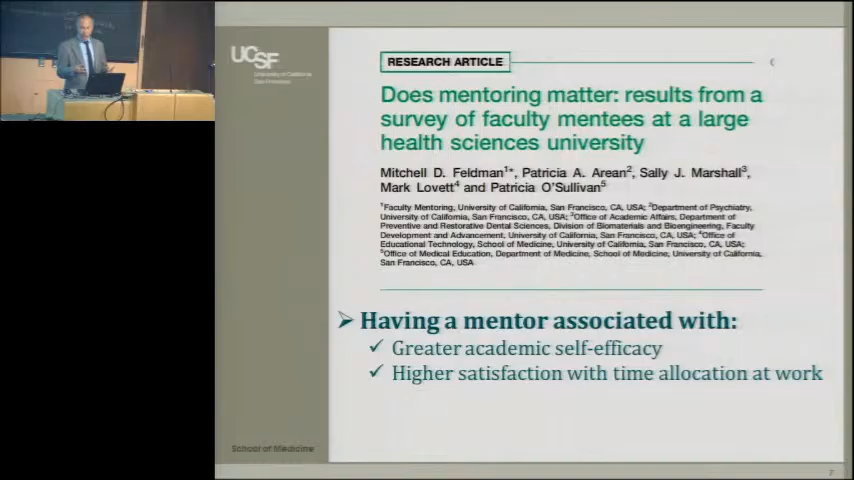 UCSF
University of California
San Francisco
RESEARCH ARTICLE
Does mentoring matter: results from a
survey of faculty mentees at a large
health sciences university
Mitchell D. Feldman1*, Patricia A. Arean2, Sally J. Marshall3,
Mark Lovett4 and Patricia O'Sullivan5
1Faculty Mentoring, University of California, San Francisco, CA, USA; 2Department of Psychiatry,
University of California, San Francisco, CA, USA; 3Office of Academic Affairs, Department of
Preventive and Restorative Dental Sciences, Division of Biomaterials and Bioengineering, Faculty
Development and Advancement, University of California, San Francisco, CA, USA; 4Office of
Educational Technology, School of Medicine, University of California, San Francisco, CA, USA;
5Office of Medical Education, Department of Medicine, School of Medicine, University of California,
San Francisco, CA, USA
➤ Having a mentor associated with:
✓ Greater academic self-efficacy
✓ Higher satisfaction with time allocation at work
School of Medicine
7